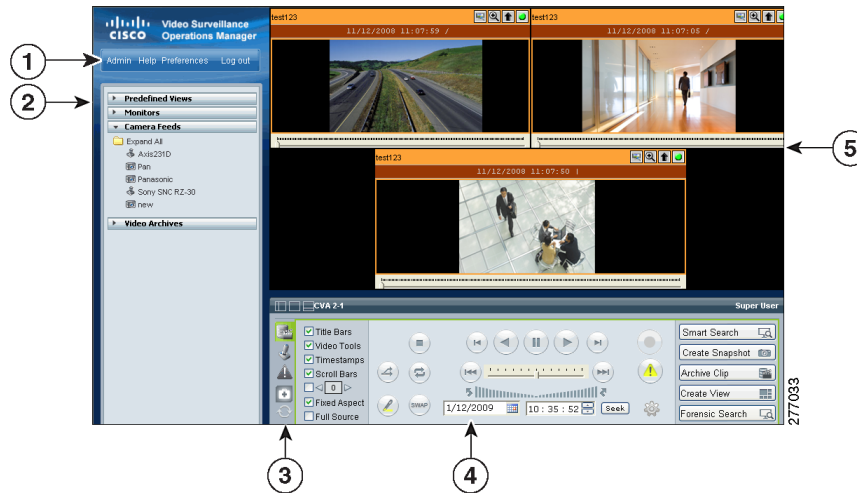 CISCO
Video Surveillance
Operations Manager
Admin Help Preferences Log out
Predefined Views
Monitors
Camera Feeds
Expand All
Axis231D
Pan
Panasonic
Sony SNC RZ-30
new
Video Archives
test123
11/12/2008 11:07:59 /
test123
11/12/2008 11:07:05 /
test123
11/12/2008 11:07:50 |
CVA 2-1
Super User
Title Bars
Video Tools
Timestamps
Scroll Bars
0
Fixed Aspect
Full Source
SWAP
1/12/2009
10 : 35 : 52
Seek
Smart Search
Create Snapshot
Archive Clip
Create View
Forensic Search
1
2
3
4
5
277033